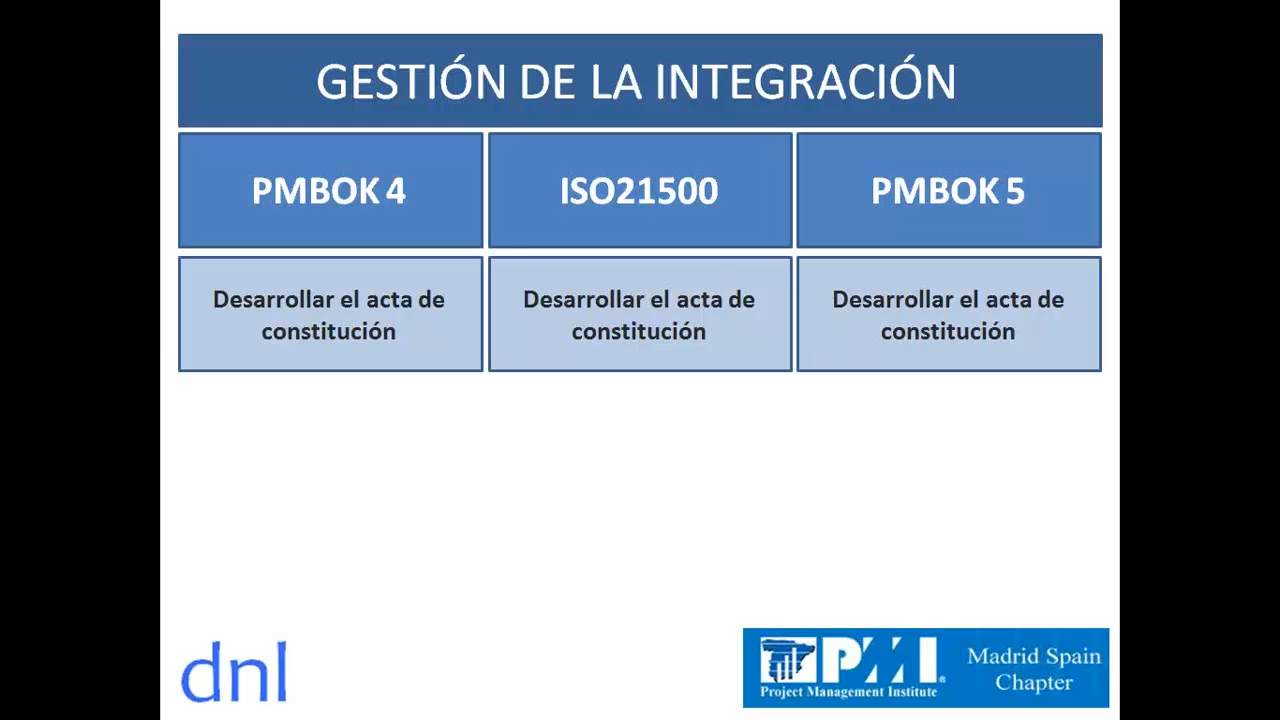 GESTIÓN DE LA INTEGRACIÓN
PMBOK 4
ISO21500
PMBOK 5
Desarrollar el acta de
constitución
Desarrollar el acta de
constitución
Desarrollar el acta de
constitución
dnl
PMI®
Project Management Institute
Madrid Spain
Chapter